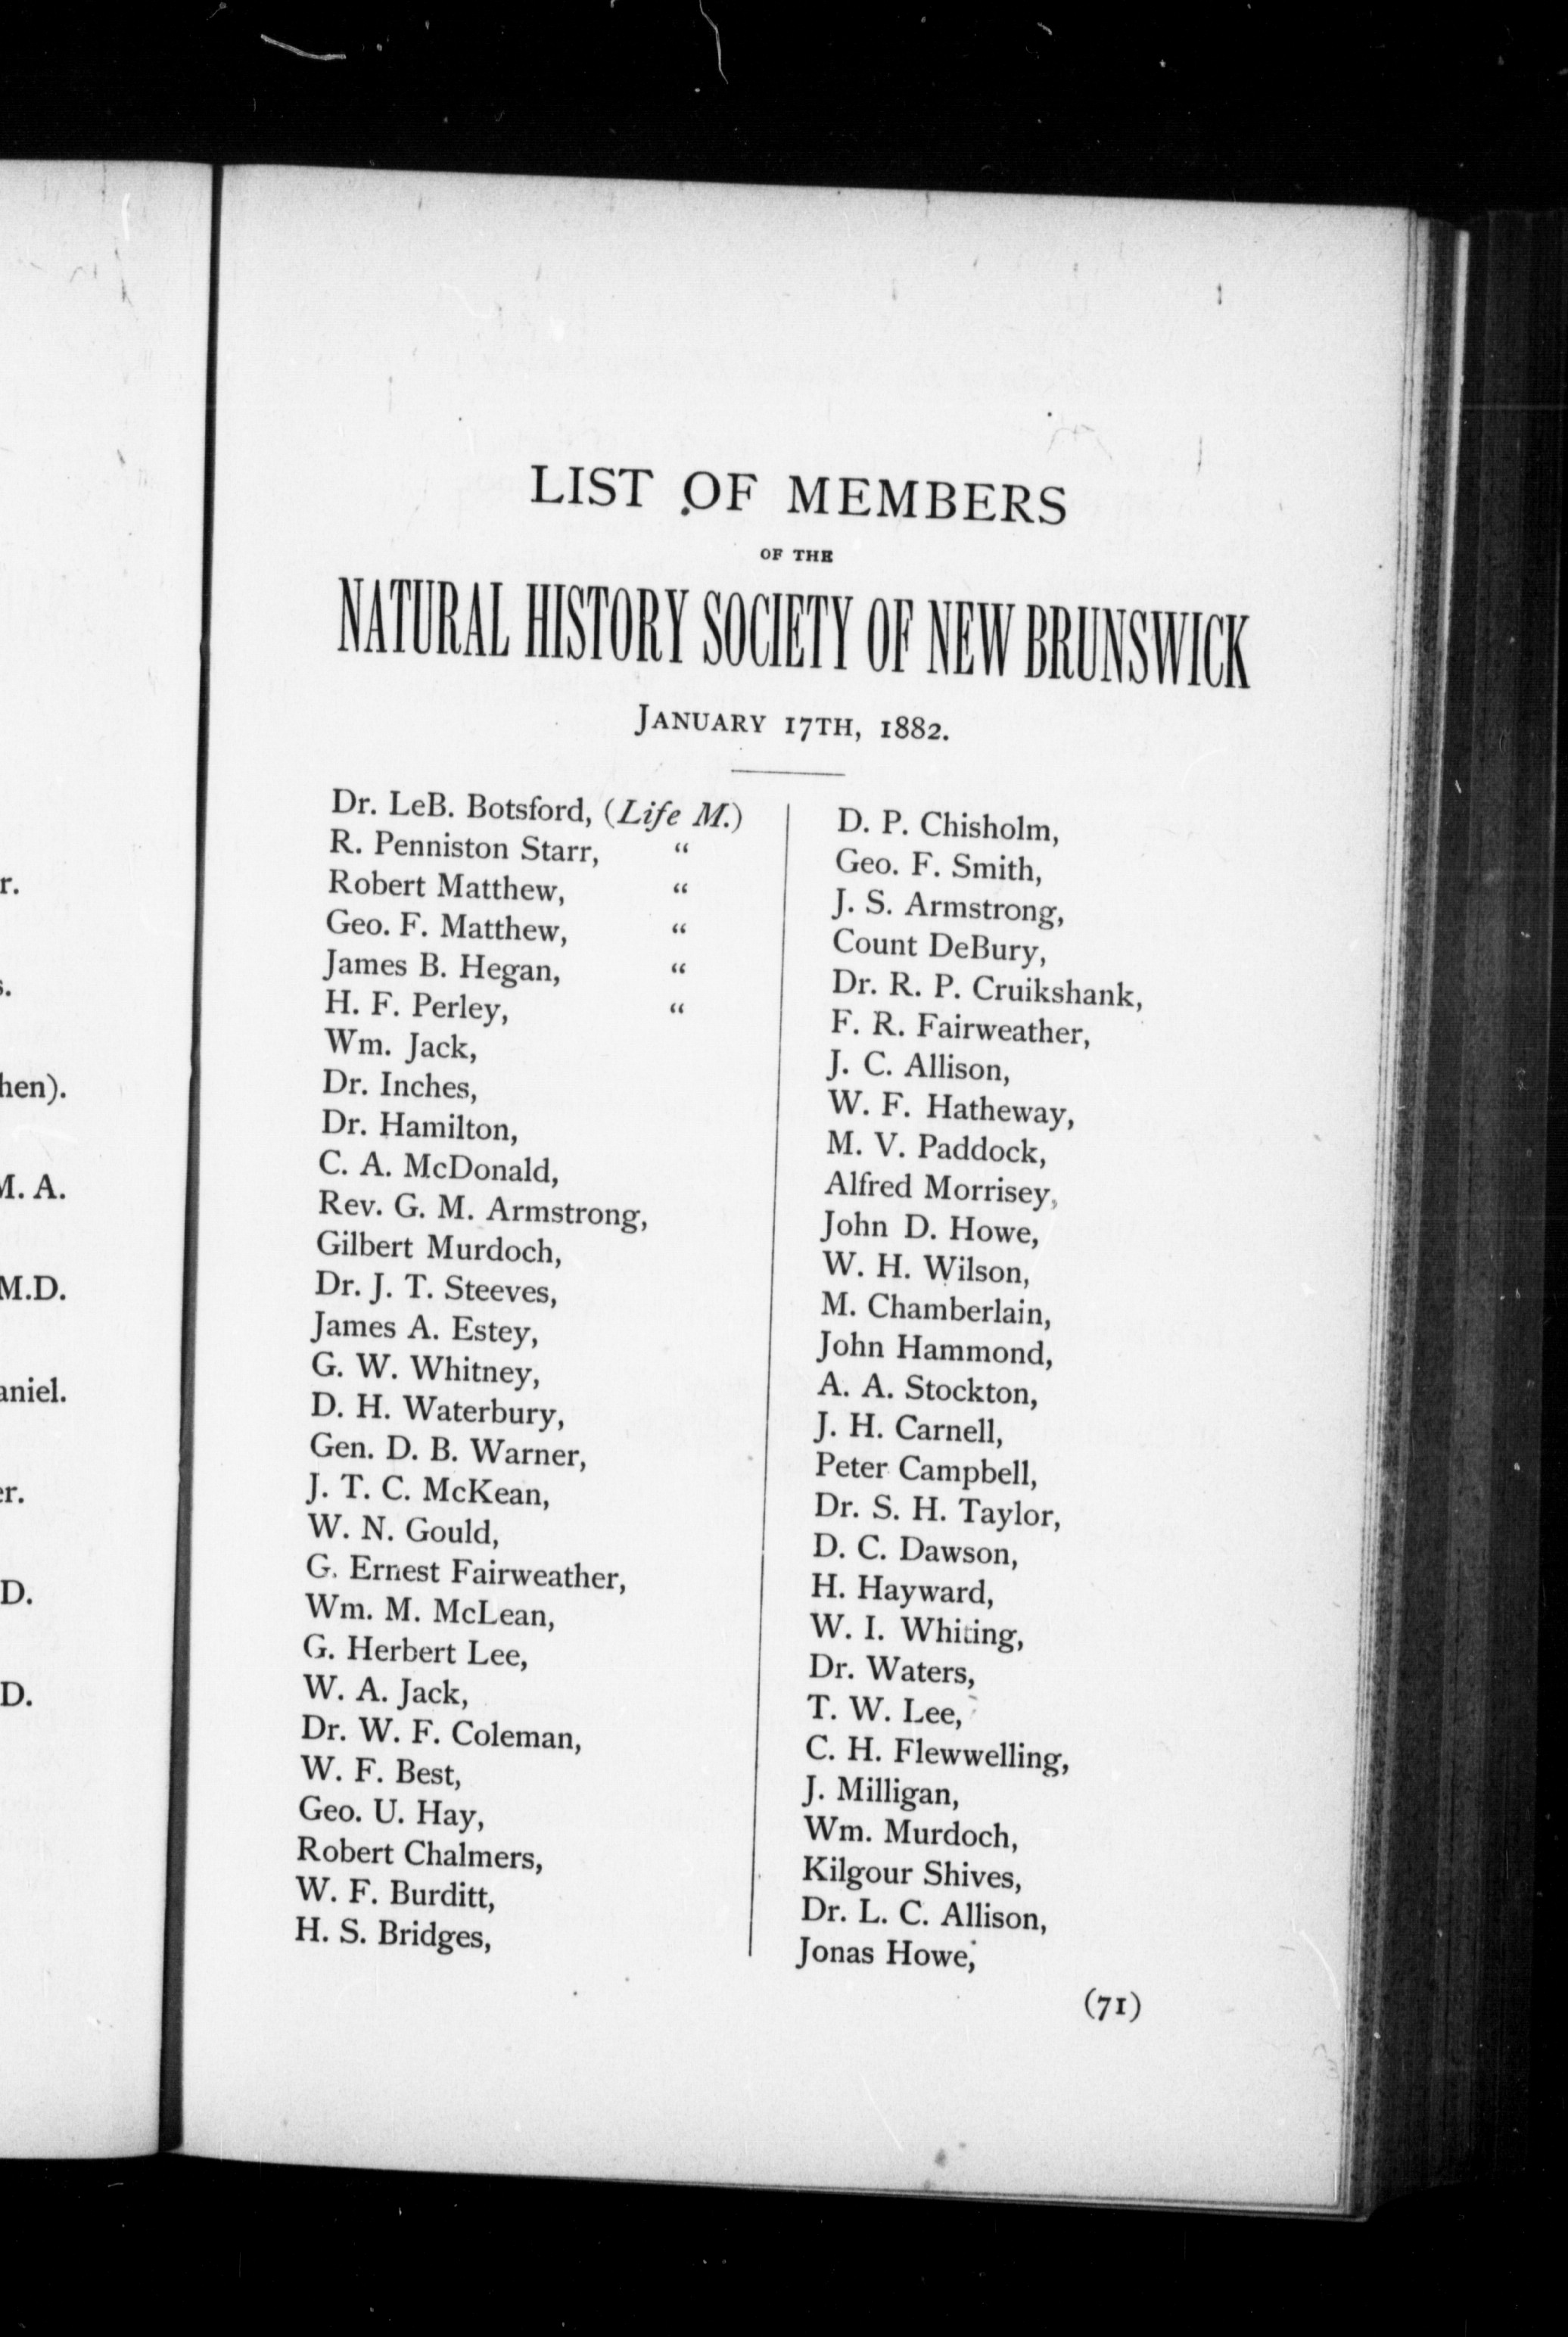 LIST OF MEMBERS
OF THE
NATURAL HISTORY SOCIETY OF NEW BRUNSWICK
JANUARY 17TH, 1882.
Dr. LeB. Botsford, (Life M.)
R. Penniston Starr, “
Robert Matthew, “
Geo. F. Matthew, “
James B. Hegan, “
H. F. Perley, “
Wm. Jack,
Dr. Inches,
Dr. Hamilton,
C. A. McDonald,
Rev. G. M. Armstrong,
Gilbert Murdoch,
Dr. J. T. Steeves,
James A. Estey,
G. W. Whitney,
D. H. Waterbury,
Gen. D. B. Warner,
J. T. C. McKean,
W. N. Gould,
G. Ernest Fairweather,
Wm. M. McLean,
G. Herbert Lee,
W. A. Jack,
Dr. W. F. Coleman,
W. F. Best,
Geo. U. Hay,
Robert Chalmers,
W. F. Burditt,
H. S. Bridges,
D. P. Chisholm,
Geo. F. Smith,
J. S. Armstrong,
Count DeBury,
Dr. R. P. Cruikshank,
F. R. Fairweather,
J. C. Allison,
W. F. Hatheway,
M. V. Paddock,
Alfred Morrisey,
John D. Howe,
W. H. Wilson,
M. Chamberlain,
John Hammond,
A. A. Stockton,
J. H. Carnell,
Peter Campbell,
Dr. S. H. Taylor,
D. C. Dawson,
H. Hayward,
W. I. Whiting,
Dr. Waters,
T. W. Lee,
C. H. Flewwelling,
J. Milligan,
Wm. Murdoch,
Kilgour Shives,
Dr. L. C. Allison,
Jonas Howe,
(71)